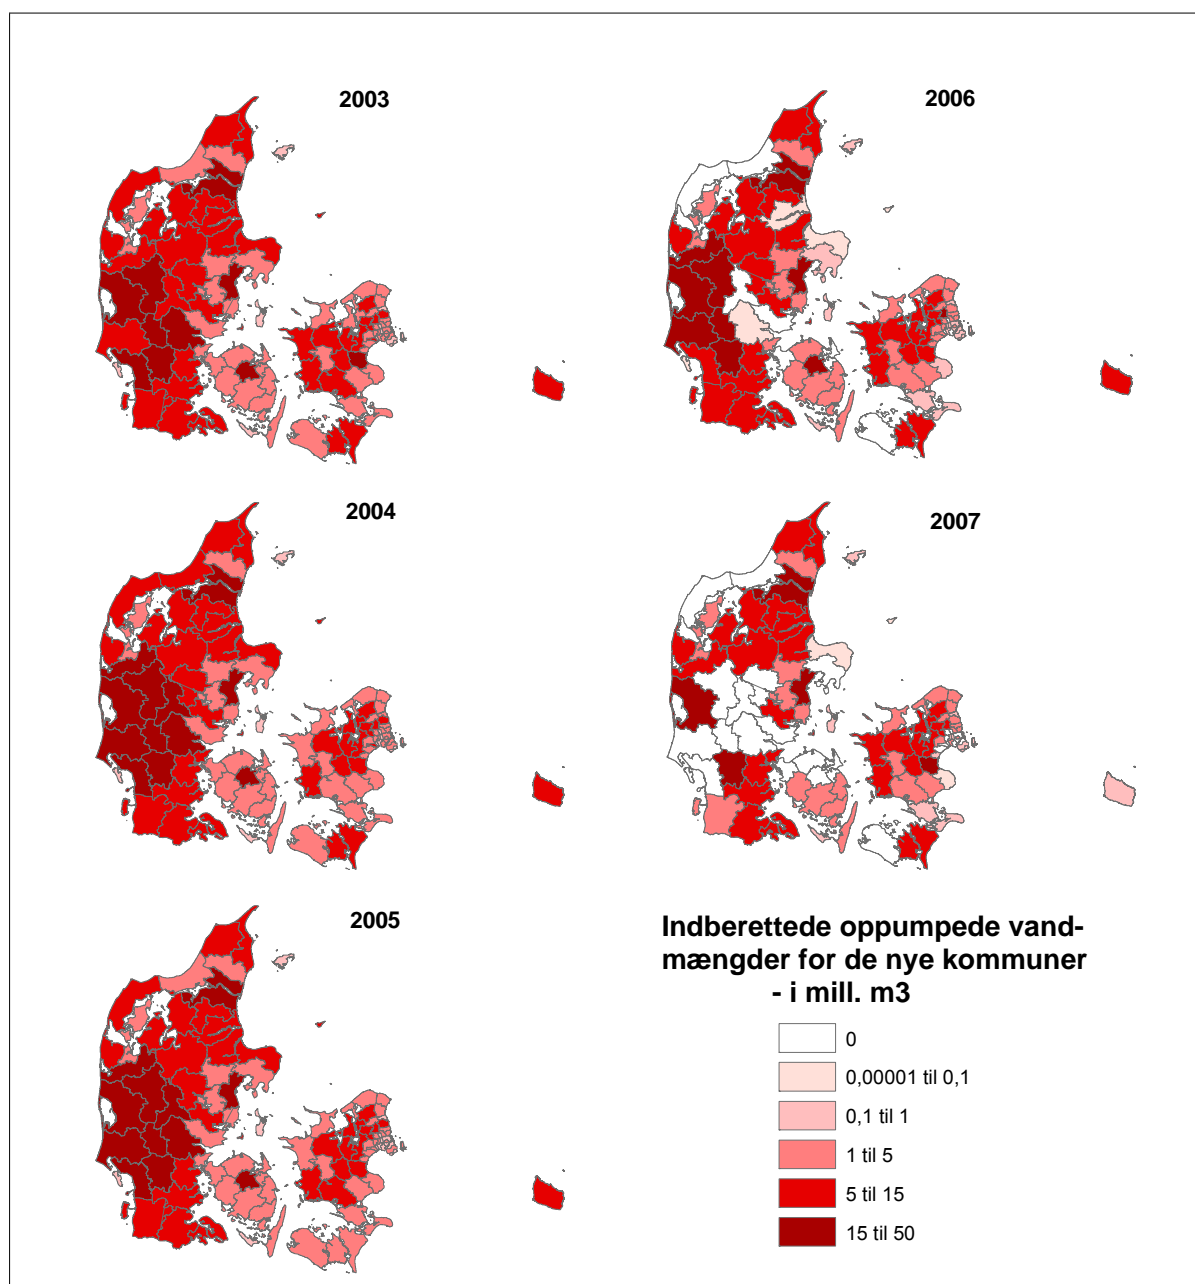 2003
2006
2004
2007
2005
Indberettede oppumpede vand-
mængder for de nye kommuner
- i mill. m3
0
0,00001 til 0,1
0,1 til 1
1 til 5
5 til 15
15 til 50